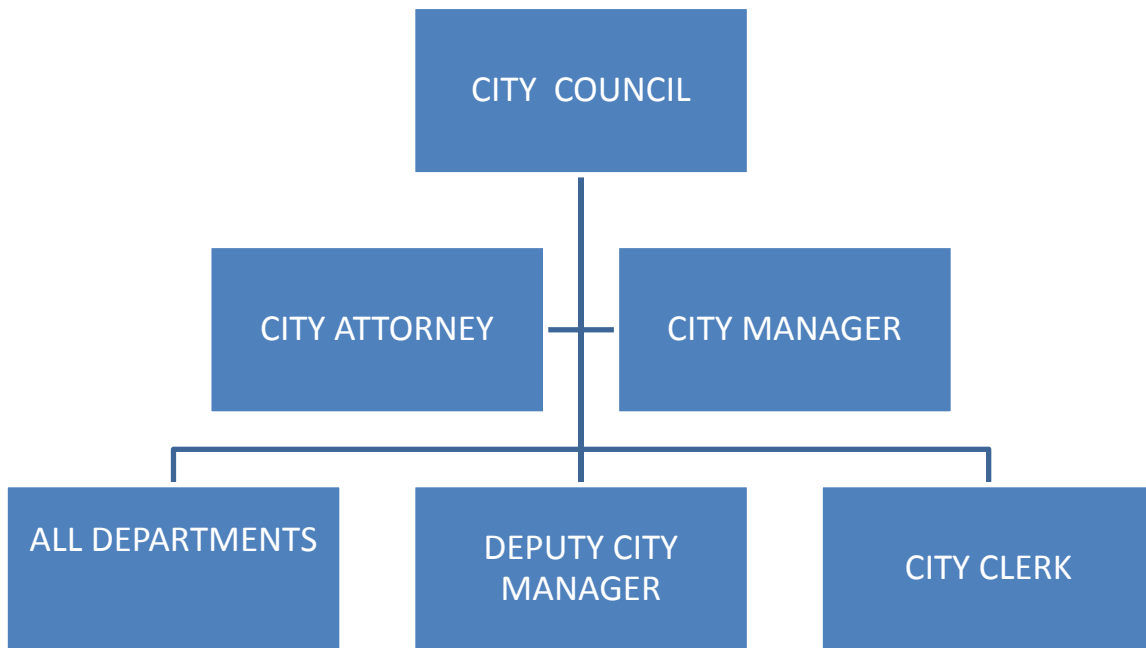 CITY COUNCIL
CITY ATTORNEY
CITY MANAGER
ALL DEPARTMENTS
DEPUTY CITY
MANAGER
CITY CLERK